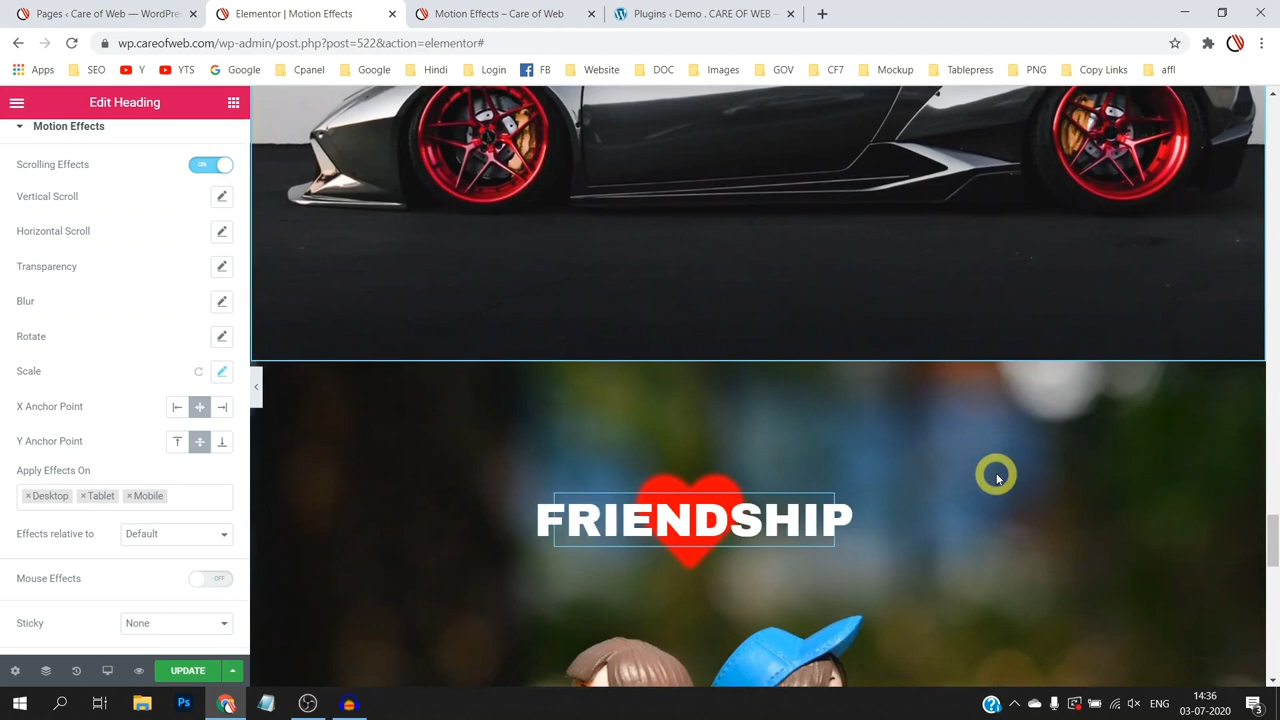 Pages ‹ Care of Web — WordPre
Elementor | Motion Effects
Motion Effects – Care of Web
Plugins ‹ Demo . CARE OF WEB —
wp.careofweb.com/wp-admin/post.php?post=522&action=elementor#
Apps SEO Y YTS Google Cpanel Google Hindi Login FB Website DOC Images GOV CF7 Mockup Tablepress PNG Copy Links affl
Edit Heading
Motion Effects
Scrolling Effects ON
Vertical Scroll
Horizontal Scroll
Transparency
Blur
Rotate
Scale
X Anchor Point
Y Anchor Point
Apply Effects On
×Desktop ×Tablet ×Mobile
Effects relative to Default
Mouse Effects OFF
Sticky None
UPDATE
FRIENDSHIP
Ps
ENG
14:36
03-07-2020
3